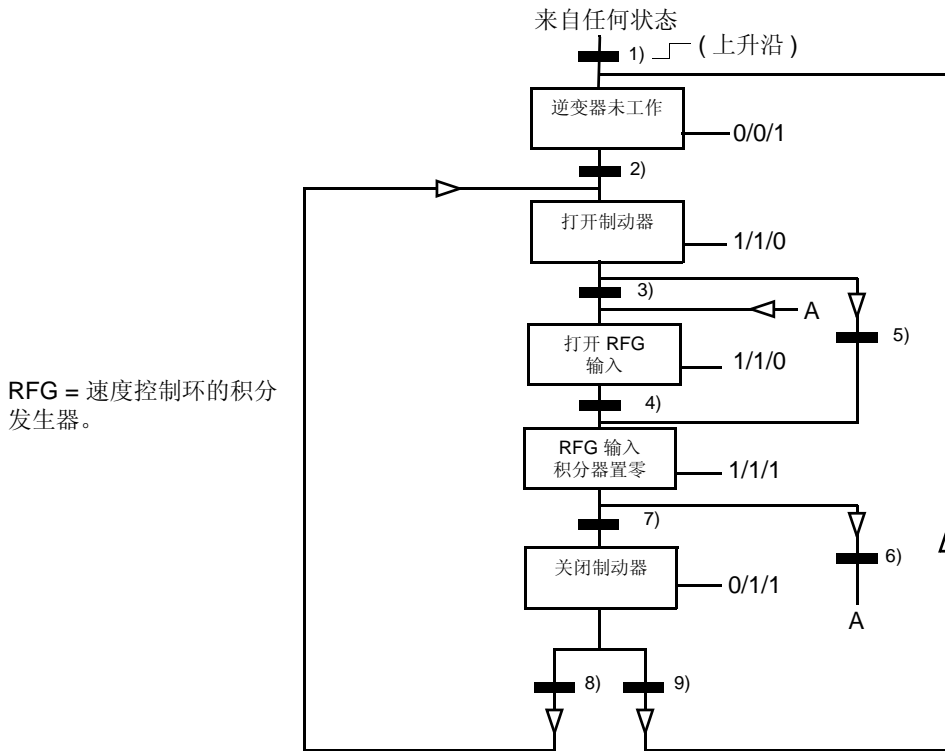 来自任何状态
1) ( 上升沿 )
逆变器未工作
0/0/1
2)
打开制动器
1/1/0
3)
A
5)
打开 RFG
输入
1/1/0
RFG = 速度控制环的积分
发生器。
4)
RFG 输入
积分器置零
1/1/1
7)
6)
关闭制动器
0/1/1
A
8)
9)